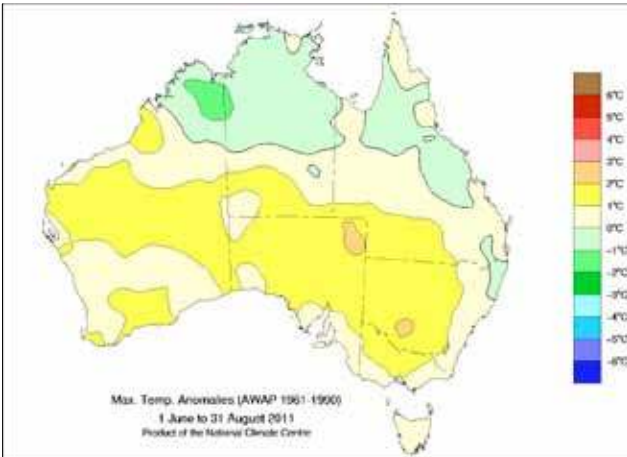 6°C
5°C
4°C
3°C
2°C
1°C
0°C
-1°C
-2°C
-3°C
-4°C
-5°C
-6°C
Max. Temp. Anomalies (AWAP 1961-1990)
1 June to 31 August 2011
Product of the National Climate Centre